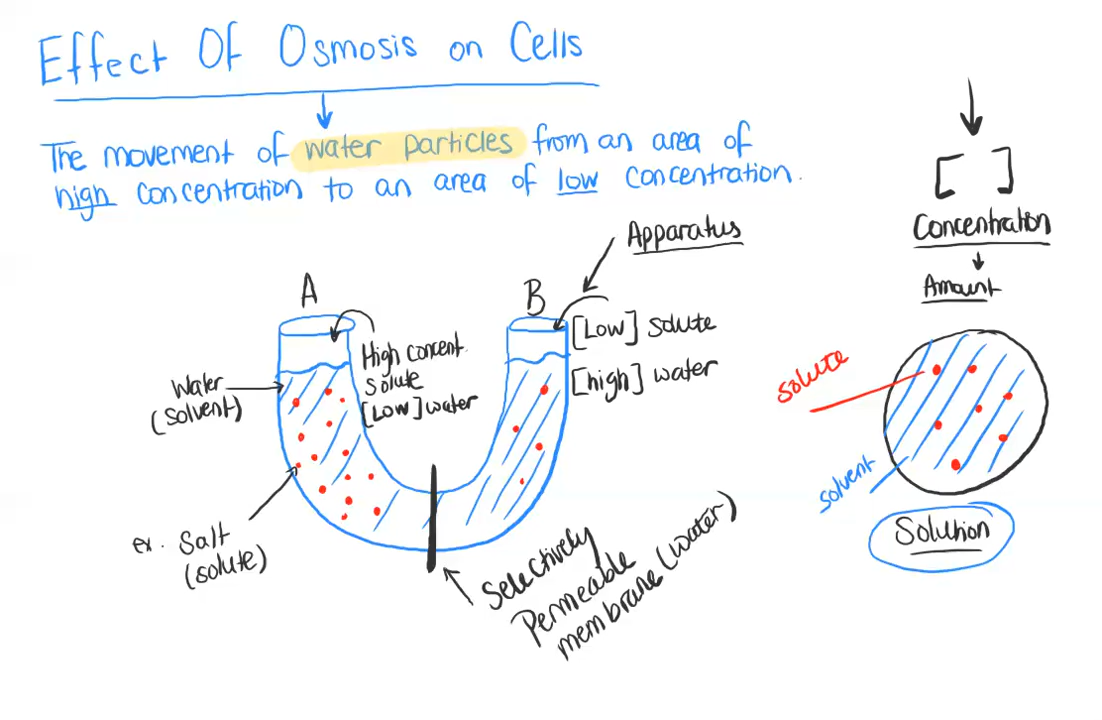 Effect Of Osmosis on Cells
The movement of water particles from an area of
high concentration to an area of low concentration.
[ ]
Concentration
Amount
Apparatus
A
B
High concent.
solute
[Low] water
[Low] solute
[high] water
Water
(solvent)
ex. Salt
(solute)
Selectively
Permeable
membrane (water)
solute
solvent
Solution